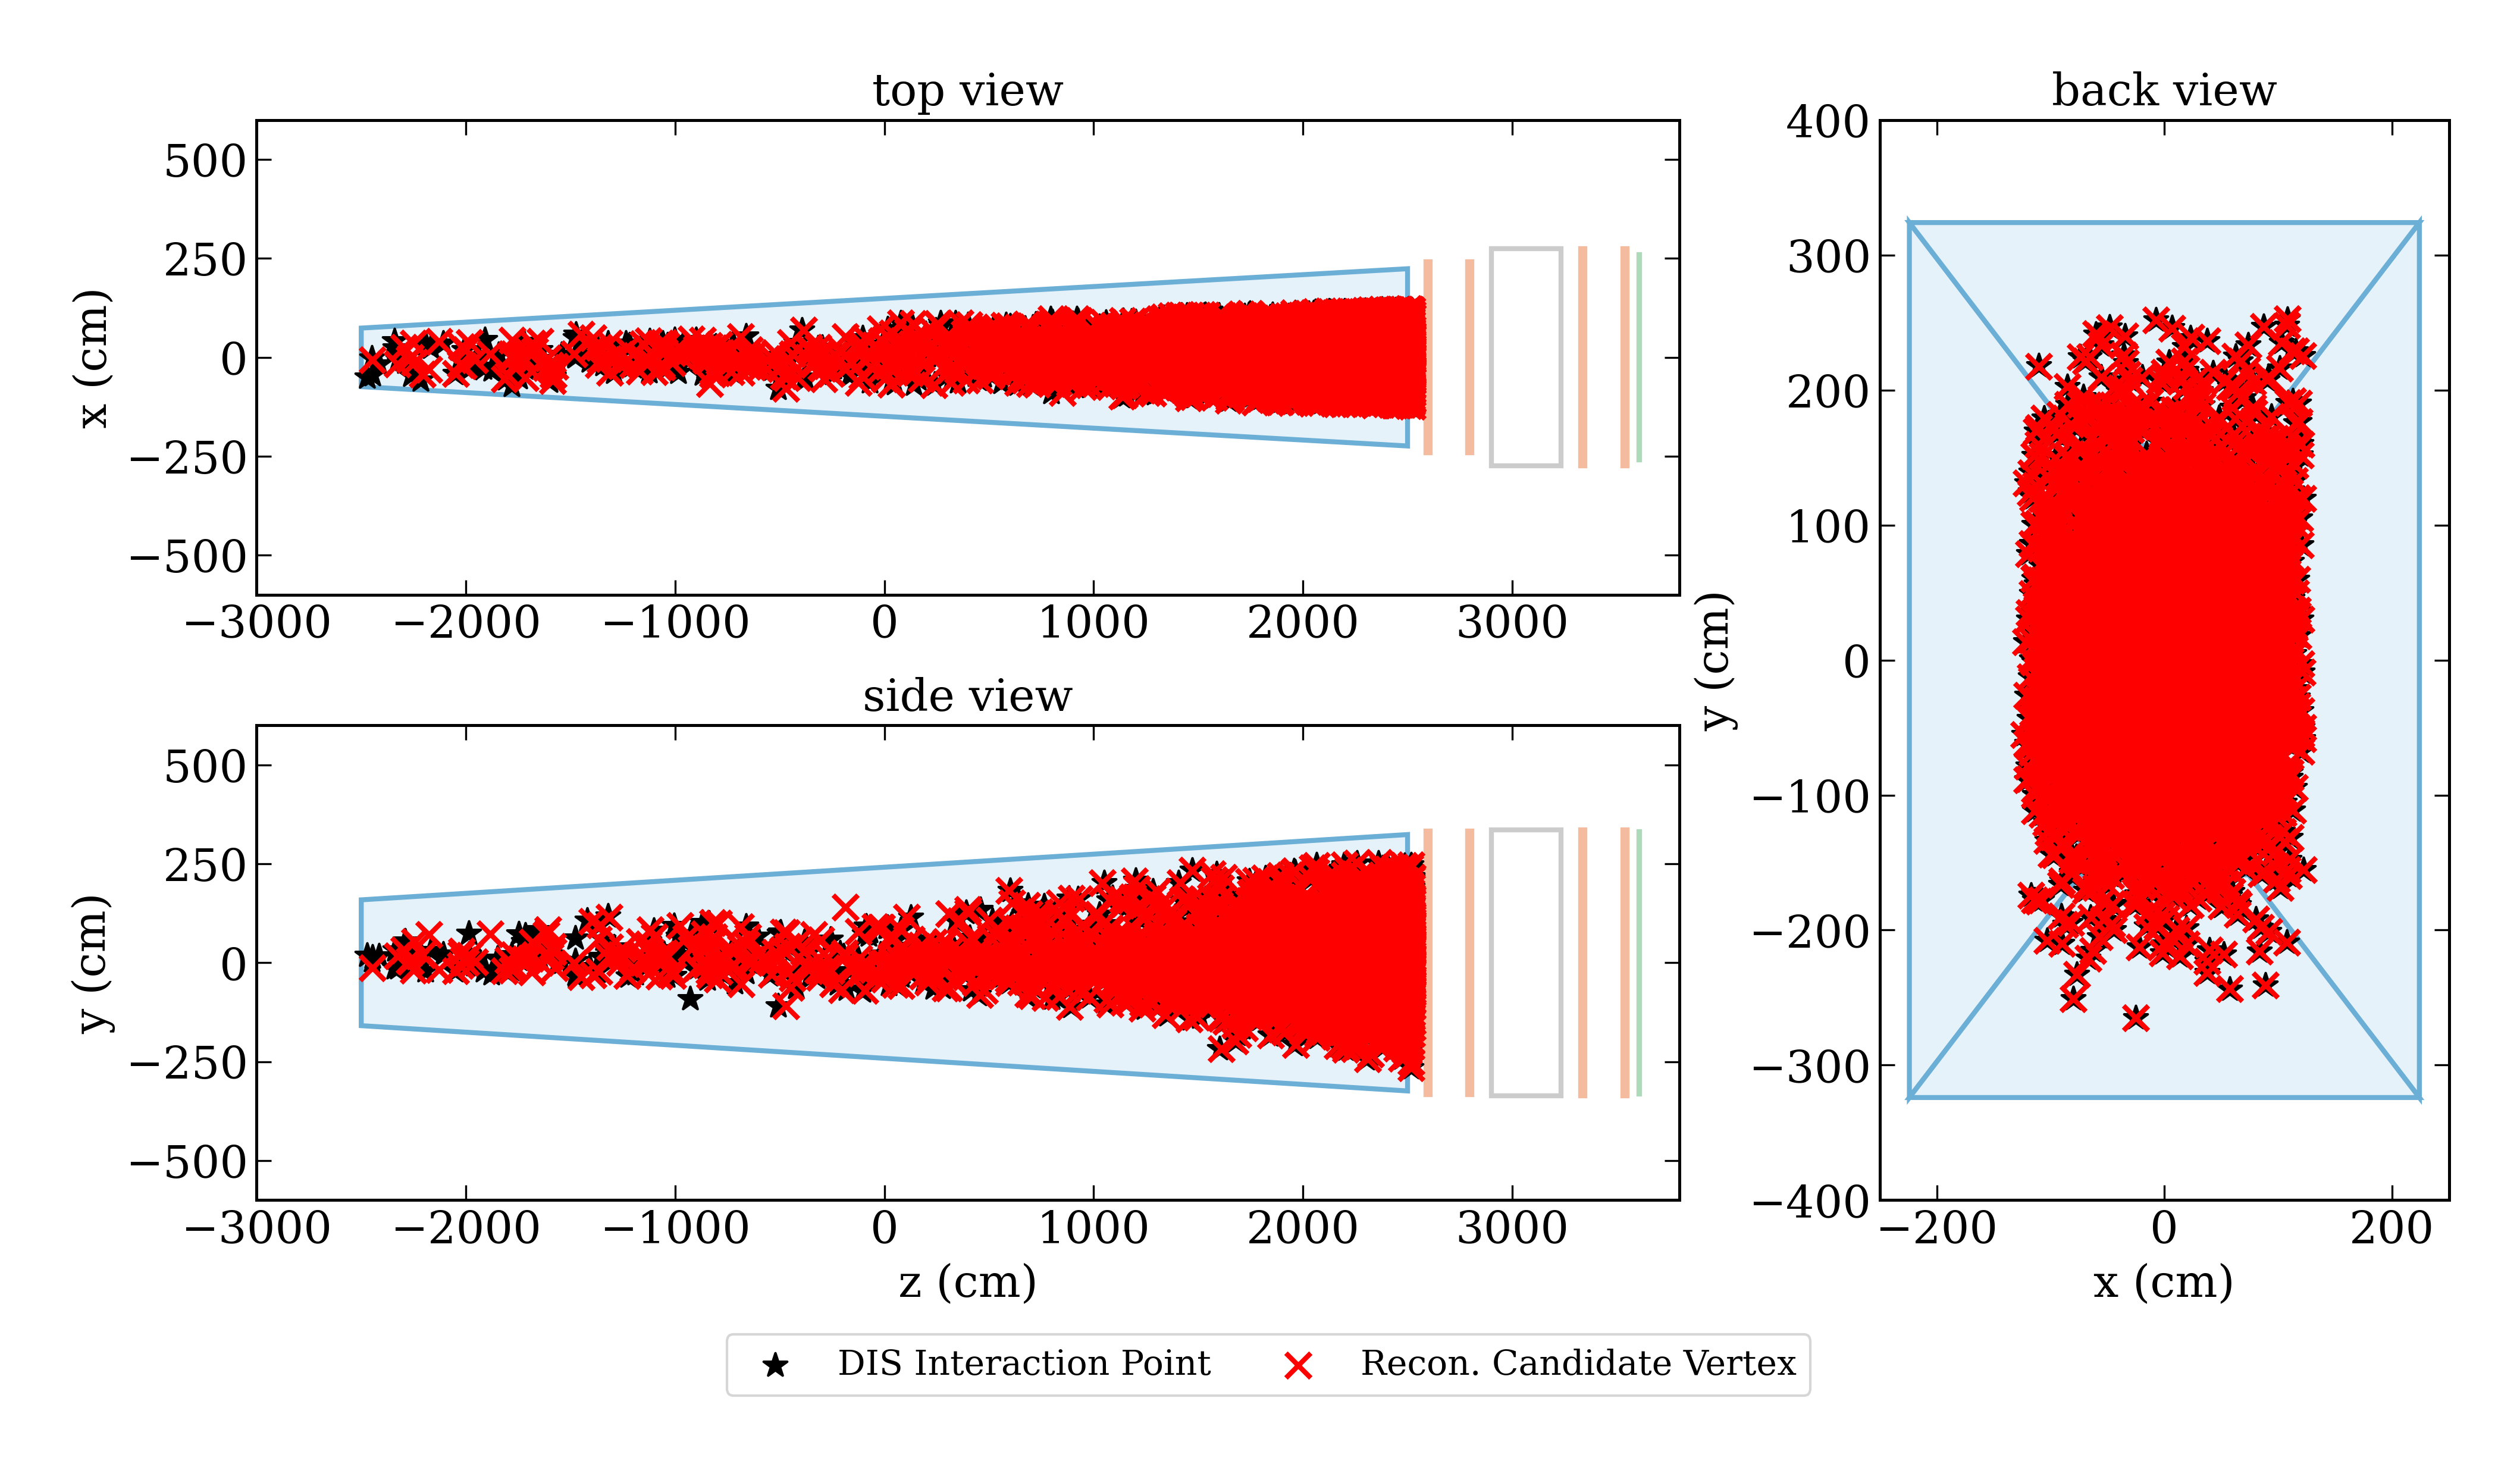 top view
x (cm)
500
250
0
−250
−500
−3000 −2000 −1000 0 1000 2000 3000
side view
y (cm)
500
250
0
−250
−500
−3000 −2000 −1000 0 1000 2000 3000
z (cm)
back view
y (cm)
400
300
200
100
0
−100
−200
−300
−400
−200 0 200
x (cm)
DIS Interaction Point Recon. Candidate Vertex